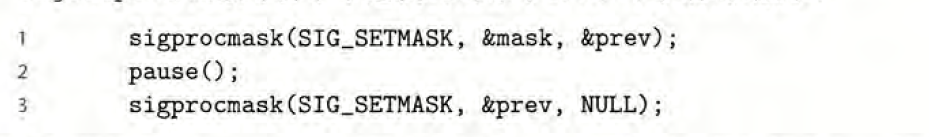 1 sigprocmask(SIG_SETMASK, &mask, &prev);
2 pause();
3 sigprocmask(SIG_SETMASK, &prev, NULL);